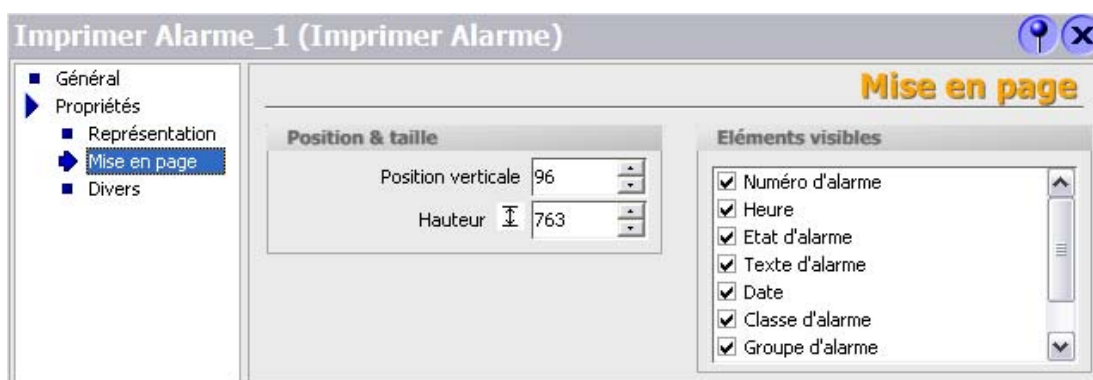 Imprimer Alarme_1 (Imprimer Alarme)
Général
Propriétés
Représentation
Mise en page
Divers
Mise en page
Position & taille
Position verticale 96
Hauteur 763
Eléments visibles
Numéro d'alarme
Heure
Etat d'alarme
Texte d'alarme
Date
Classe d'alarme
Groupe d'alarme